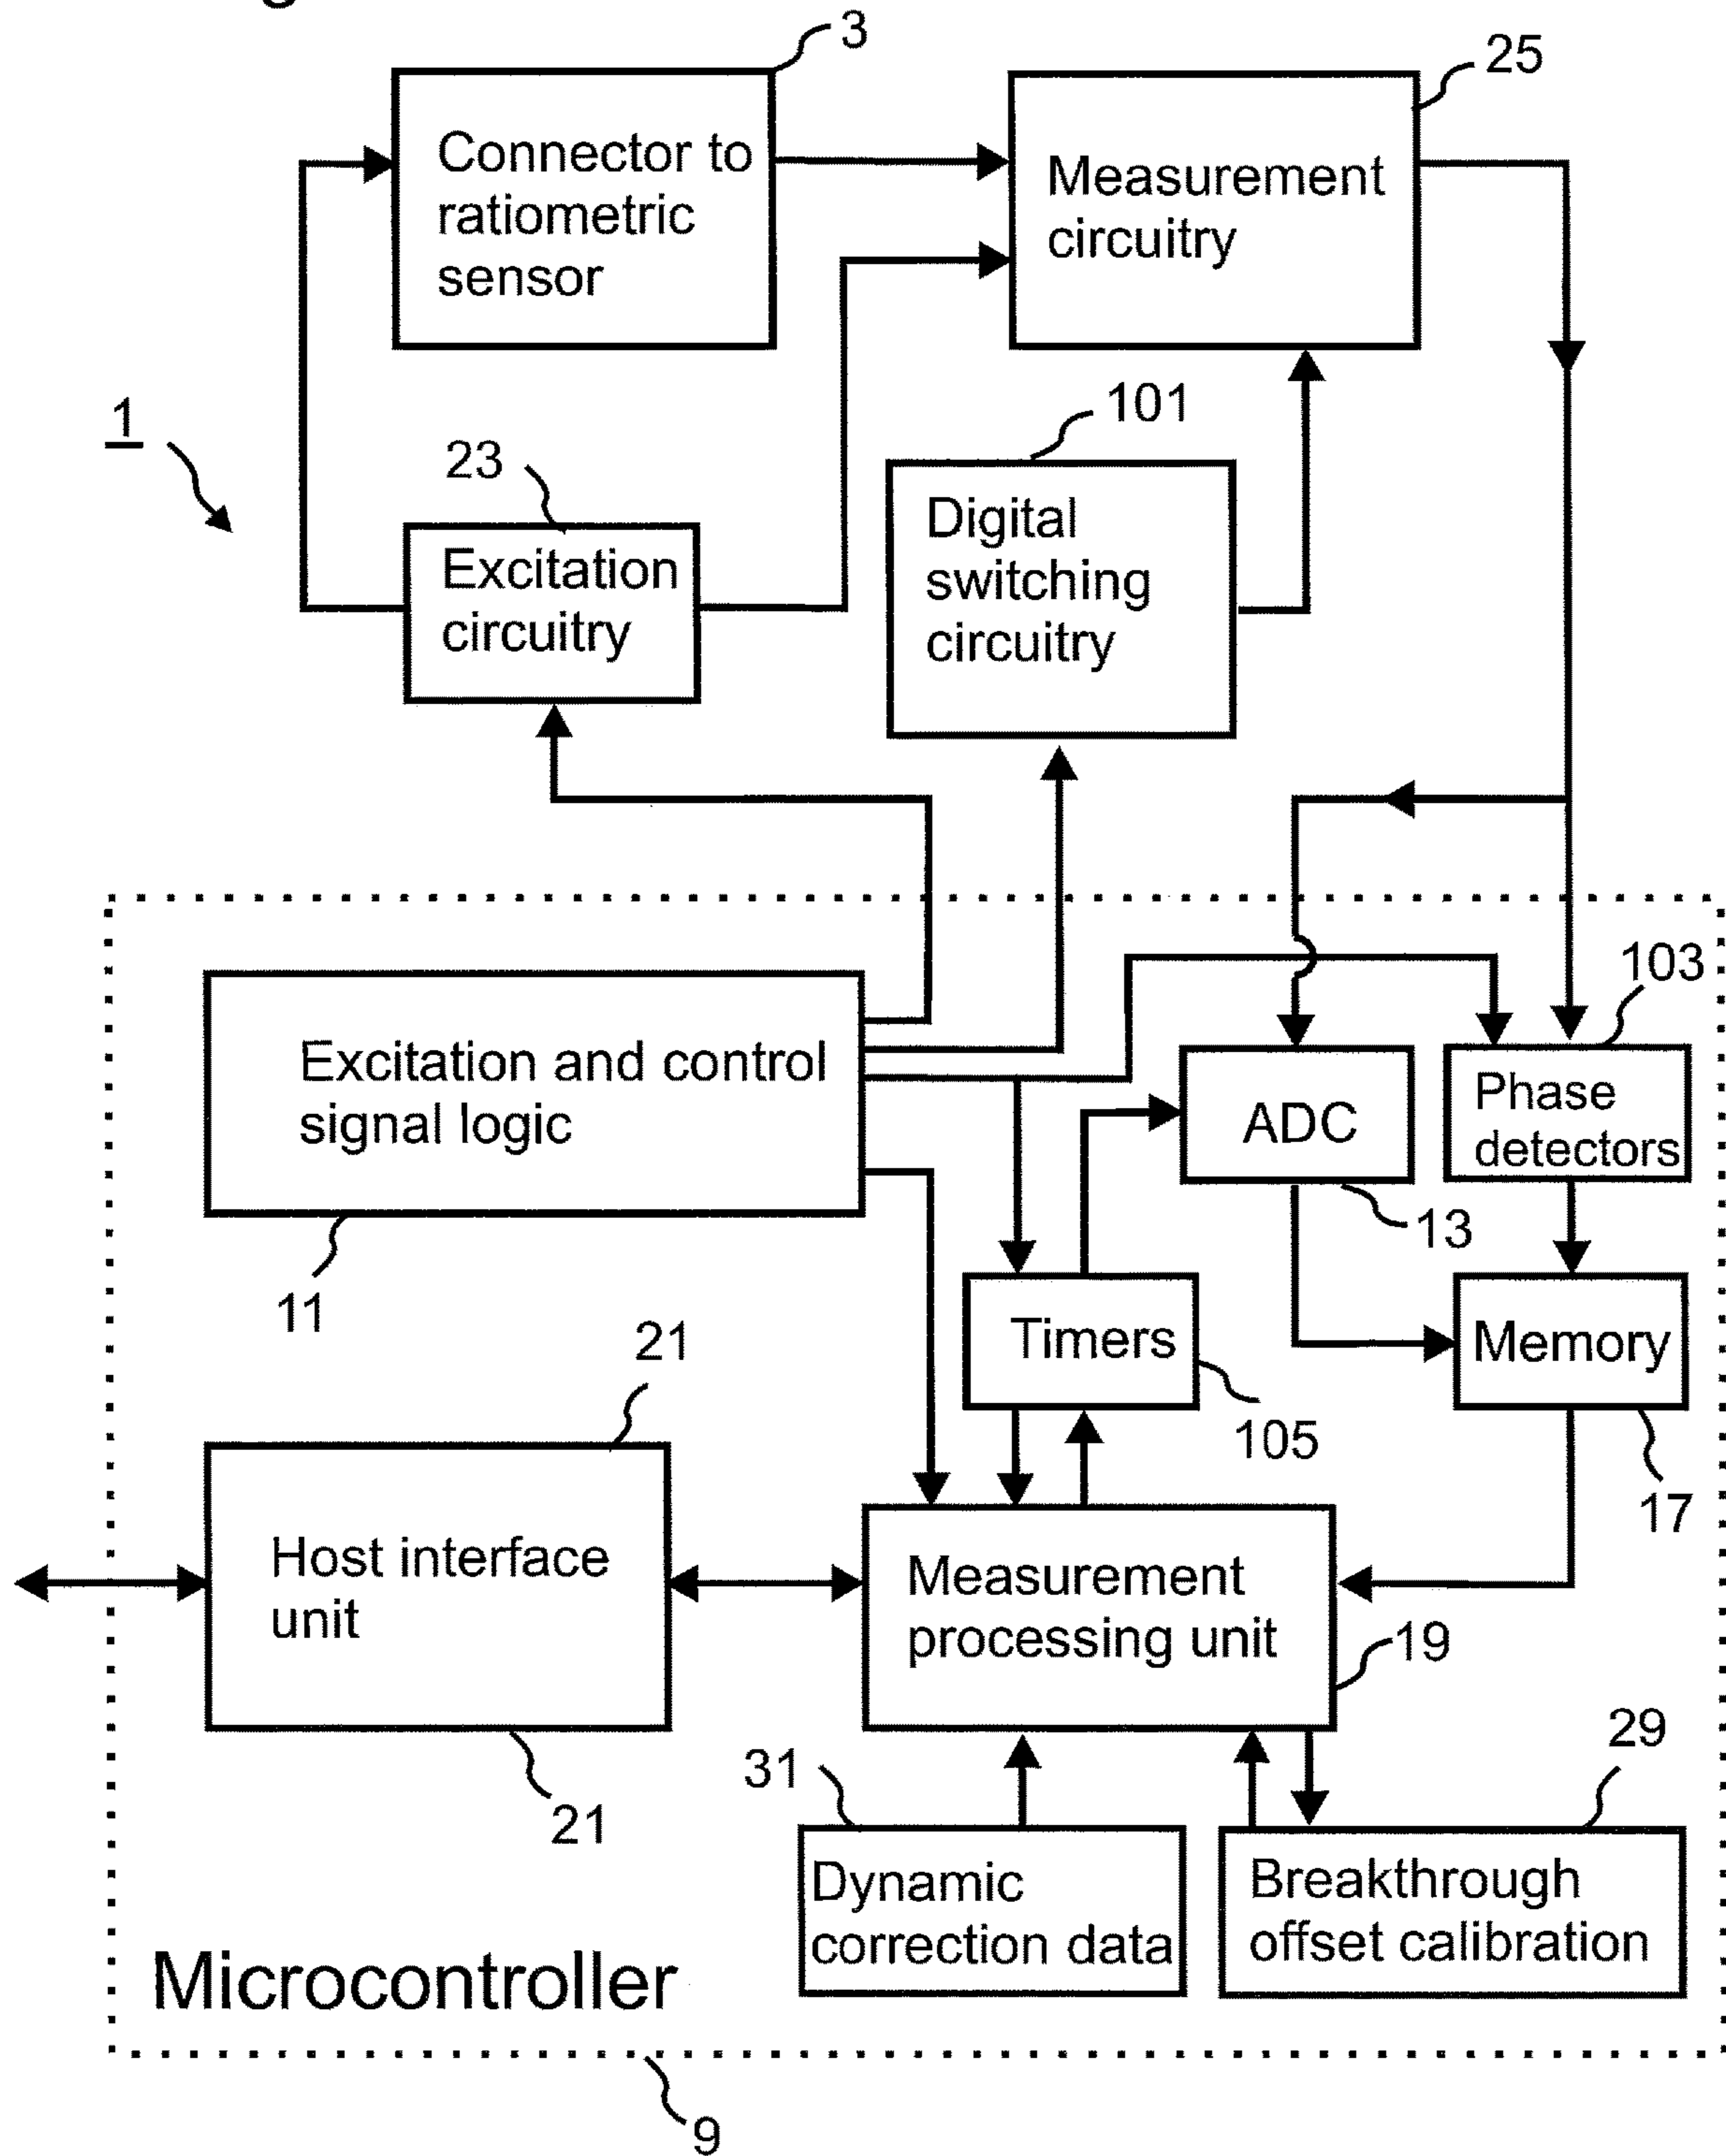 3
25
Connector to
ratiometric
sensor
Measurement
circuitry
101
1
23
Excitation
circuitry
Digital
switching
circuitry
103
Excitation and control
signal logic
ADC
Phase
detectors
13
11
21
Timers
Memory
105
17
Host interface
unit
Measurement
processing unit
19
21
31
29
Dynamic
correction data
Breakthrough
offset calibration
Microcontroller
9